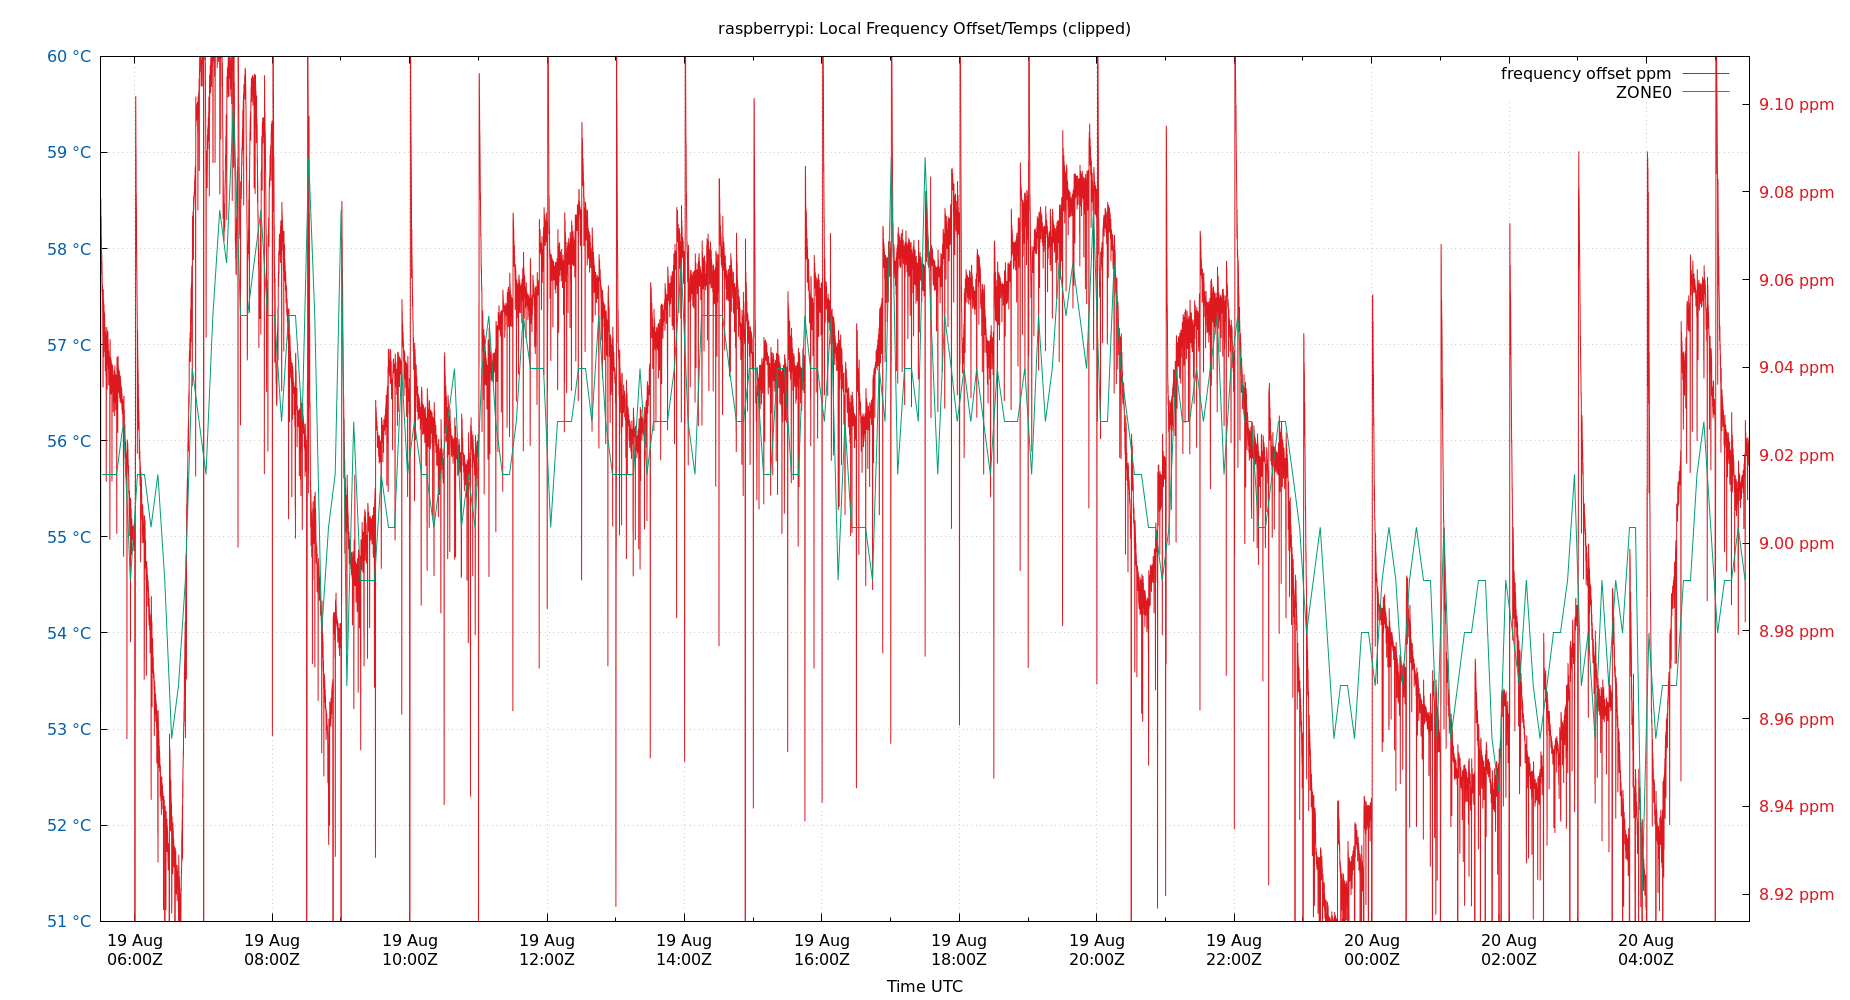 raspberrypi: Local Frequency Offset/Temps (clipped)
60 °C
59 °C
58 °C
57 °C
56 °C
55 °C
54 °C
53 °C
52 °C
51 °C
frequency offset ppm
ZONE0
9.10 ppm
9.08 ppm
9.06 ppm
9.04 ppm
9.02 ppm
9.00 ppm
8.98 ppm
8.96 ppm
8.94 ppm
8.92 ppm
19 Aug
06:00Z
19 Aug
08:00Z
19 Aug
10:00Z
19 Aug
12:00Z
19 Aug
14:00Z
19 Aug
16:00Z
19 Aug
18:00Z
19 Aug
20:00Z
19 Aug
22:00Z
20 Aug
00:00Z
20 Aug
02:00Z
20 Aug
04:00Z
Time UTC